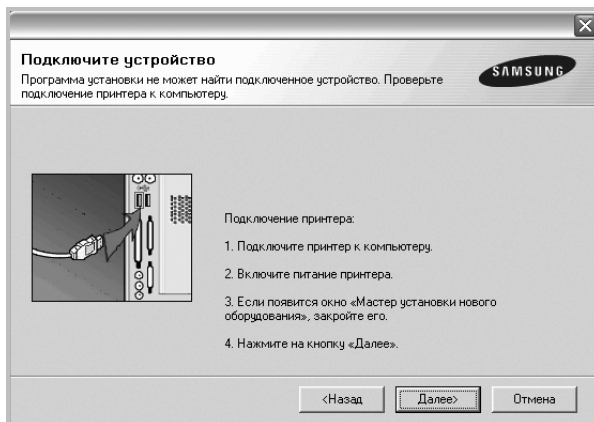 Подключите устройство
Программа установки не может найти подключенное устройство. Проверьте
подключение принтера к компьютеру.
SAMSUNG
Подключение принтера:
1. Подключите принтер к компьютеру.
2. Включите питание принтера.
3. Если появится окно «Мастер установки нового
оборудования», закройте его.
4. Нажмите на кнопку «Далее».
<Назад
Далее>
Отмена